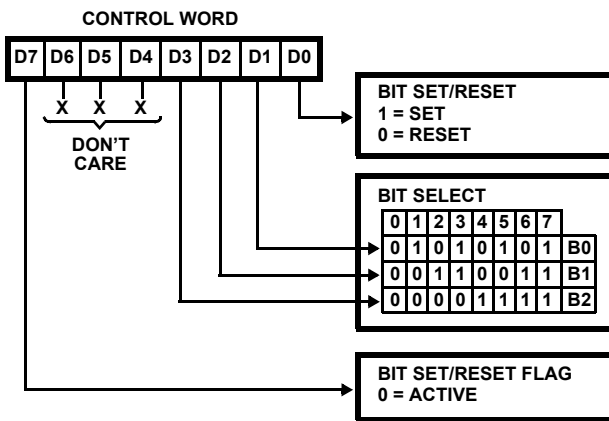 CONTROL WORD
D7 D6 D5 D4 D3 D2 D1 D0
X X X
DON'T
CARE
BIT SET/RESET
1 = SET
0 = RESET
BIT SELECT
0 1 2 3 4 5 6 7
0 1 0 1 0 1 0 1 B0
0 0 1 1 0 0 1 1 B1
0 0 0 0 1 1 1 1 B2
BIT SET/RESET FLAG
0 = ACTIVE